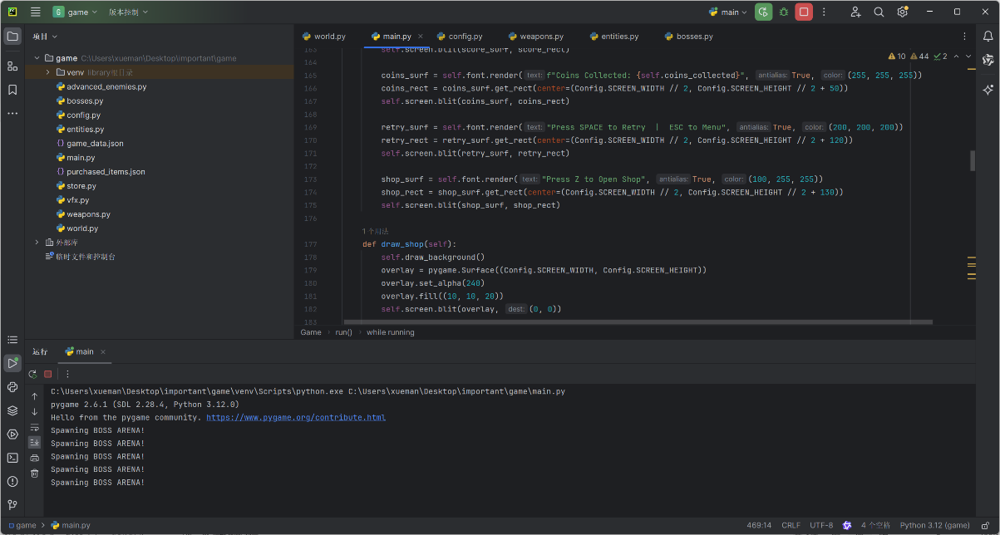 G game 版本控制 main
项目
game C:\Users\xueman\Desktop\important\game
venv library根目录
advanced_enemies.py
bosses.py
config.py
entities.py
game_data.json
main.py
purchased_items.json
store.py
vfx.py
weapons.py
world.py
外部库
临时文件和控制台
world.py main.py config.py weapons.py entities.py bosses.py
10 44 2
163 self.screen.blit(score_surf, score_rect)
164
165 coins_surf = self.font.render( text: f"Coins Collected: {self.coins_collected}", antialias: True, color: (255, 255, 255))
166 coins_rect = coins_surf.get_rect(center=(Config.SCREEN_WIDTH // 2, Config.SCREEN_HEIGHT // 2 + 50))
167 self.screen.blit(coins_surf, coins_rect)
168
169 retry_surf = self.font.render( text: "Press SPACE to Retry | ESC to Menu", antialias: True, color: (200, 200, 200))
170 retry_rect = retry_surf.get_rect(center=(Config.SCREEN_WIDTH // 2, Config.SCREEN_HEIGHT // 2 + 120))
171 self.screen.blit(retry_surf, retry_rect)
172
173 shop_surf = self.font.render( text: "Press Z to Open Shop", antialias: True, color: (100, 255, 255))
174 shop_rect = shop_surf.get_rect(center=(Config.SCREEN_WIDTH // 2, Config.SCREEN_HEIGHT // 2 + 130))
175 self.screen.blit(shop_surf, shop_rect)
176
1个用法
177 def draw_shop(self):
178 self.draw_background()
179 overlay = pygame.Surface((Config.SCREEN_WIDTH, Config.SCREEN_HEIGHT))
180 overlay.set_alpha(240)
181 overlay.fill((10, 10, 20))
182 self.screen.blit(overlay, dest: (0, 0))
183
Game run() while running
运行 main
C:\Users\xueman\Desktop\important\game\venv\Scripts\python.exe C:\Users\xueman\Desktop\important\game\main.py
pygame 2.6.1 (SDL 2.28.4, Python 3.12.0)
Hello from the pygame community. https://www.pygame.org/contribute.html
Spawning BOSS ARENA!
Spawning BOSS ARENA!
Spawning BOSS ARENA!
Spawning BOSS ARENA!
Spawning BOSS ARENA!
game main.py 469:14 CRLF UTF-8 4 个空格 Python 3.12 (game)